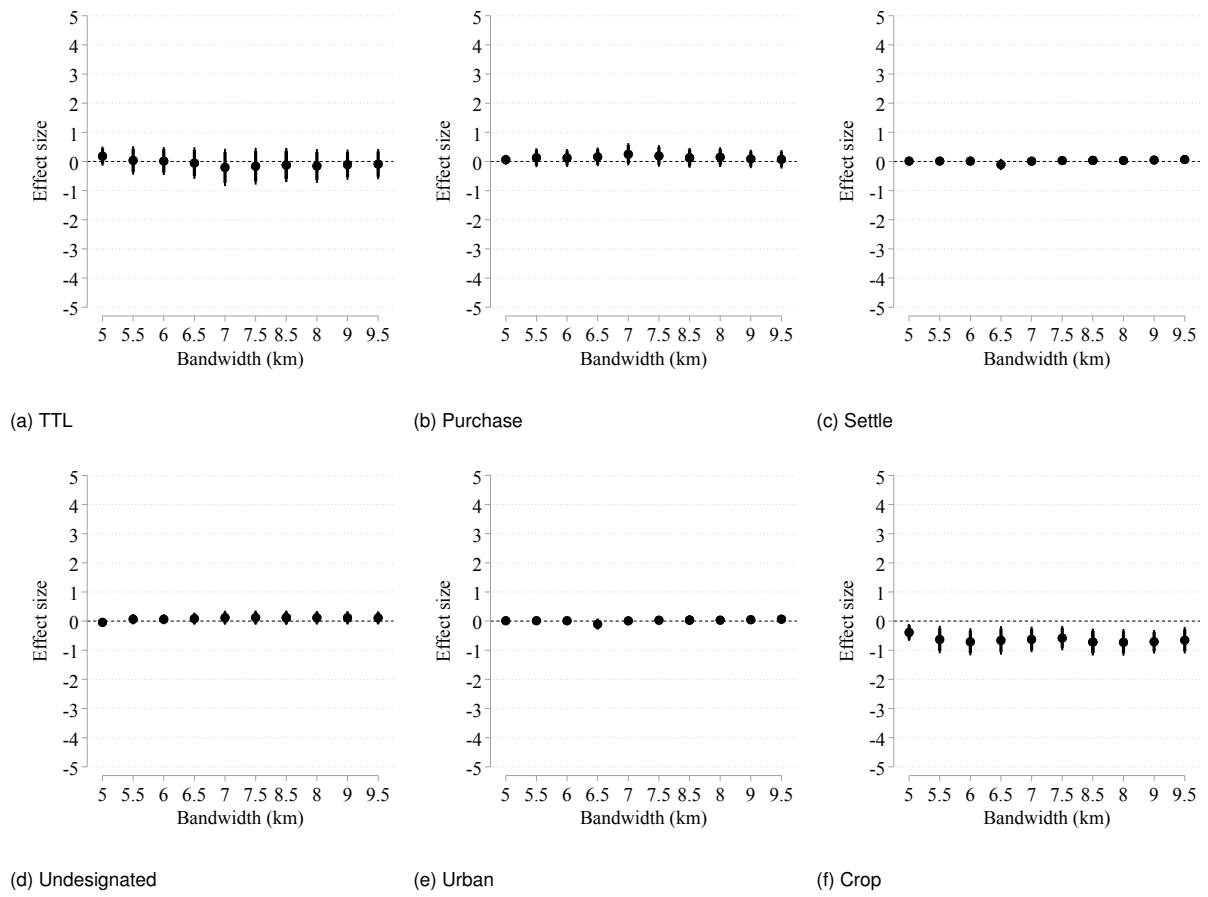 5 5 5
4 4 4
3 3 3
2 2 2
1 1 1
0 0 0
-1 -1 -1
-2 -2 -2
-3 -3 -3
-4 -4 -4
-5 -5 -5
Effect size Effect size Effect size
5 5.5 6 6.5 7 7.5 8.5 8 9 9.5 5 5.5 6 6.5 7 7.5 8.5 8 9 9.5 5 5.5 6 6.5 7 7.5 8.5 8 9 9.5
Bandwidth (km) Bandwidth (km) Bandwidth (km)
(a) TTL (b) Purchase (c) Settle
5 5 5
4 4 4
3 3 3
2 2 2
1 1 1
0 0 0
-1 -1 -1
-2 -2 -2
-3 -3 -3
-4 -4 -4
-5 -5 -5
Effect size Effect size Effect size
5 5.5 6 6.5 7 7.5 8.5 8 9 9.5 5 5.5 6 6.5 7 7.5 8.5 8 9 9.5 5 5.5 6 6.5 7 7.5 8.5 8 9 9.5
Bandwidth (km) Bandwidth (km) Bandwidth (km)
(d) Undesignated (e) Urban (f) Crop